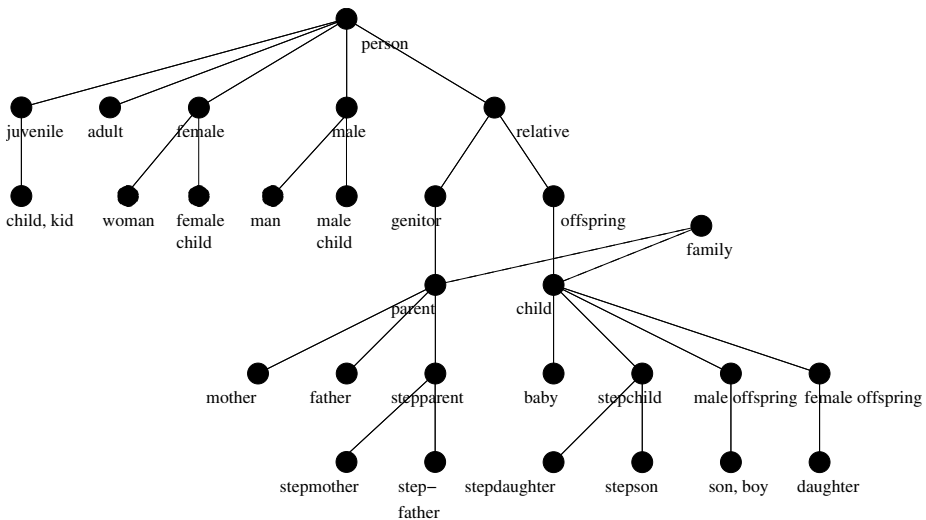 person
juvenile
adult
female
male
relative
child, kid
woman
female
child
man
male
child
genitor
offspring
family
parent
child
mother
father
stepparent
baby
stepchild
male offspring
female offspring
stepmother
step–
father
stepdaughter
stepson
son, boy
daughter